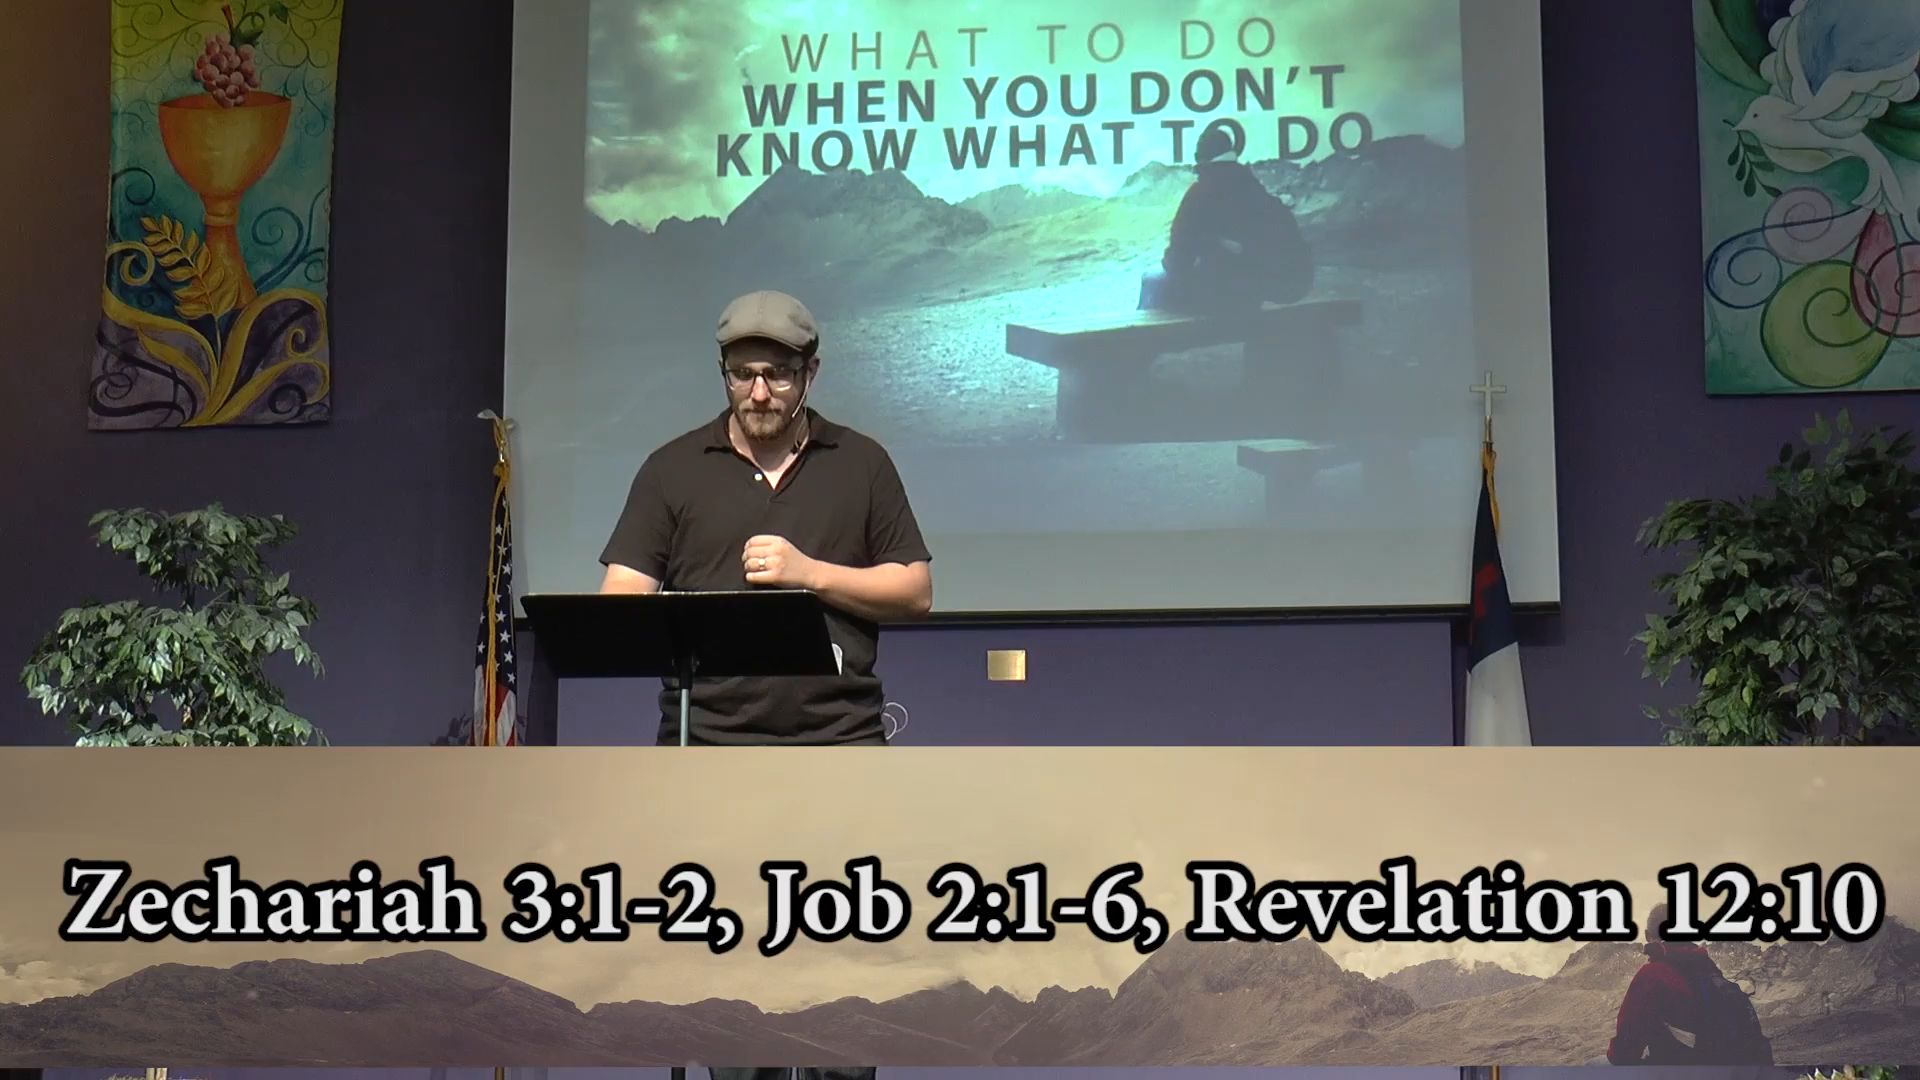 WHAT TO DO
WHEN YOU DON'T
KNOW WHAT TO DO
Zechariah 3:1-2, Job 2:1-6, Revelation 12:10